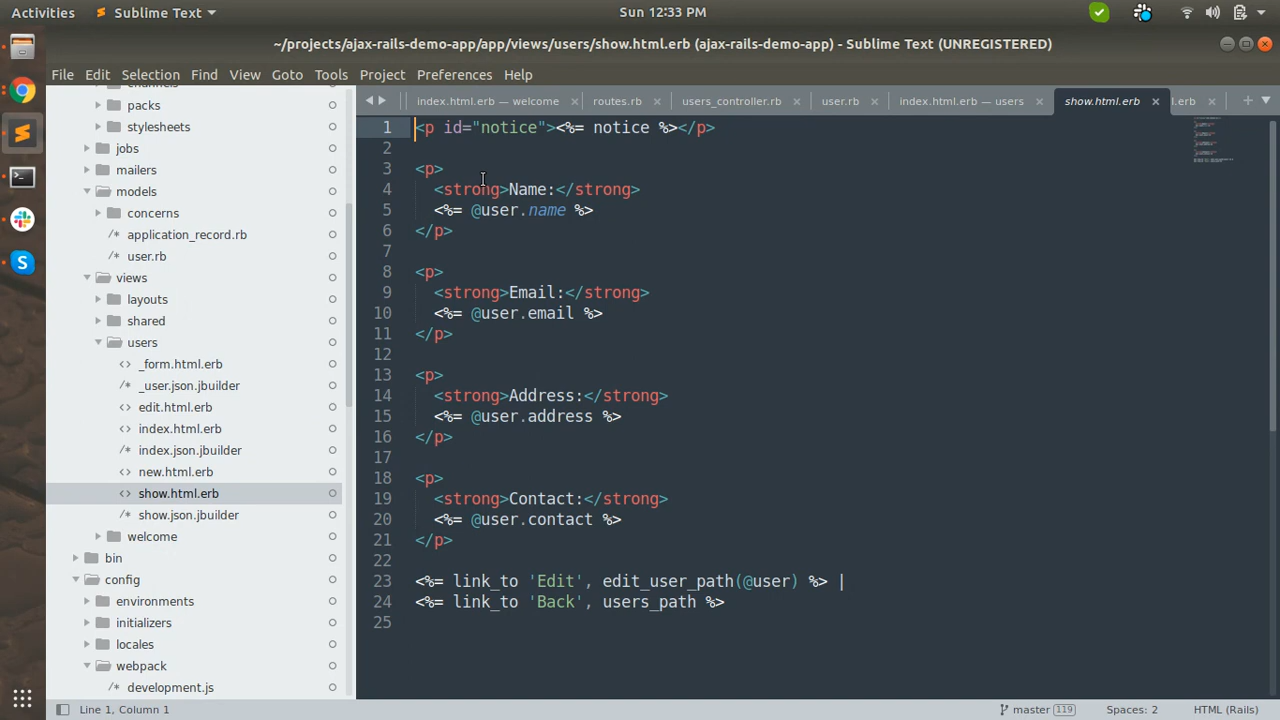 Activities Sublime Text Sun 12:33 PM
~/projects/ajax-rails-demo-app/app/views/users/show.html.erb (ajax-rails-demo-app) - Sublime Text (UNREGISTERED)
File Edit Selection Find View Goto Tools Project Preferences Help
index.html.erb — welcome routes.rb users_controller.rb user.rb index.html.erb — users show.html.erb l.erb
channels
packs
stylesheets
jobs
mailers
models
concerns
application_record.rb
user.rb
views
layouts
shared
users
_form.html.erb
_user.json.jbuilder
edit.html.erb
index.html.erb
index.json.jbuilder
new.html.erb
show.html.erb
show.json.jbuilder
welcome
bin
config
environments
initializers
locales
webpack
development.js
1 <p id="notice"><%= notice %></p>
2
3 <p>
4 <strong>Name:</strong>
5 <%= @user.name %>
6 </p>
7
8 <p>
9 <strong>Email:</strong>
10 <%= @user.email %>
11 </p>
12
13 <p>
14 <strong>Address:</strong>
15 <%= @user.address %>
16 </p>
17
18 <p>
19 <strong>Contact:</strong>
20 <%= @user.contact %>
21 </p>
22
23 <%= link_to 'Edit', edit_user_path(@user) %> |
24 <%= link_to 'Back', users_path %>
25
Line 1, Column 1 master 119 Spaces: 2 HTML (Rails)